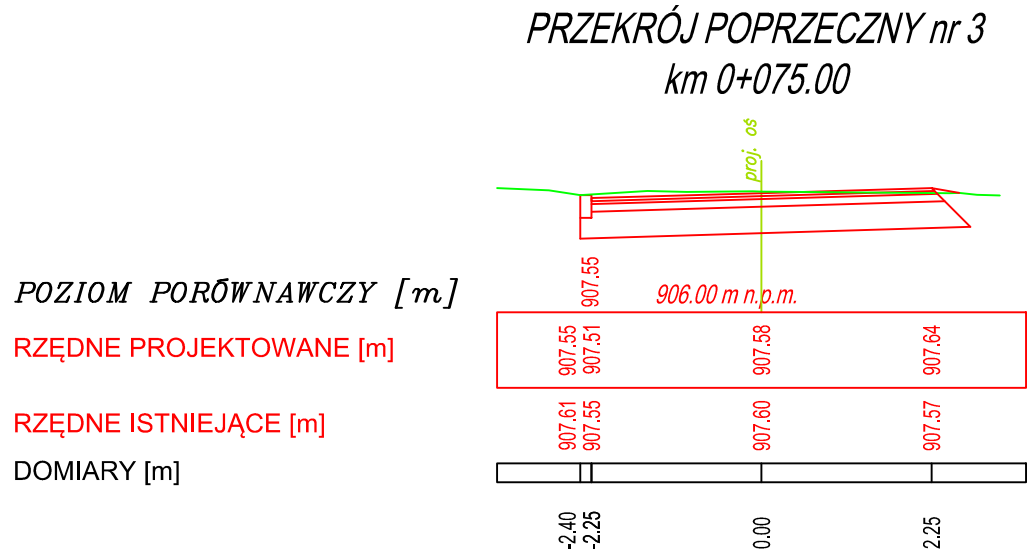 PRZEKRÓJ POPRZECZNY nr 3
km 0+075.00
proj. oś
907.55
POZIOM PORÓWNAWCZY [m]
906.00 m n.p.m.
RZĘDNE PROJEKTOWANE [m]
907.55 907.51 907.58 907.64
RZĘDNE ISTNIEJĄCE [m]
907.61 907.55 907.60 907.57
DOMIARY [m]
-2.40 -2.25 0.00 2.25